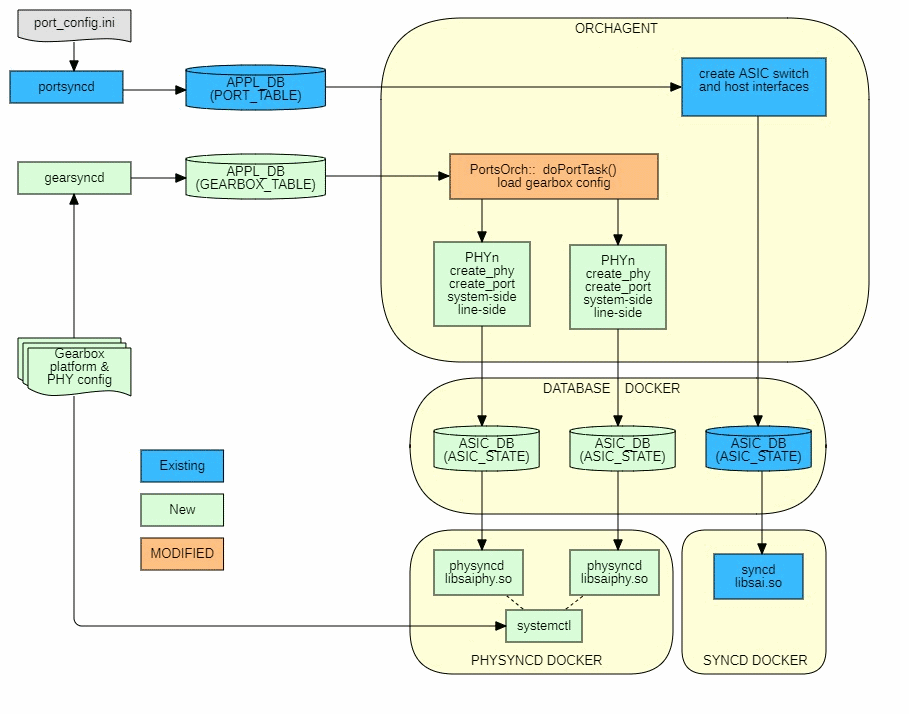 port_config.ini
ORCHAGENT
portsyncd
APPL_DB
(PORT_TABLE)
create ASIC switch
and host interfaces
gearsyncd
APPL_DB
(GEARBOX_TABLE)
PortsOrch:: doPortTask()
load gearbox config
PHYn
create_phy
create_port
system-side
line-side
PHYn
create_phy
create_port
system-side
line-side
Gearbox
platform &
PHY config
DATABASE DOCKER
ASIC_DB
(ASIC_STATE)
ASIC_DB
(ASIC_STATE)
ASIC_DB
(ASIC_STATE)
Existing
New
MODIFIED
physyncd
libsaiphy.so
physyncd
libsaiphy.so
syncd
libsai.so
systemctl
PHYSYNCD DOCKER
SYNCD DOCKER